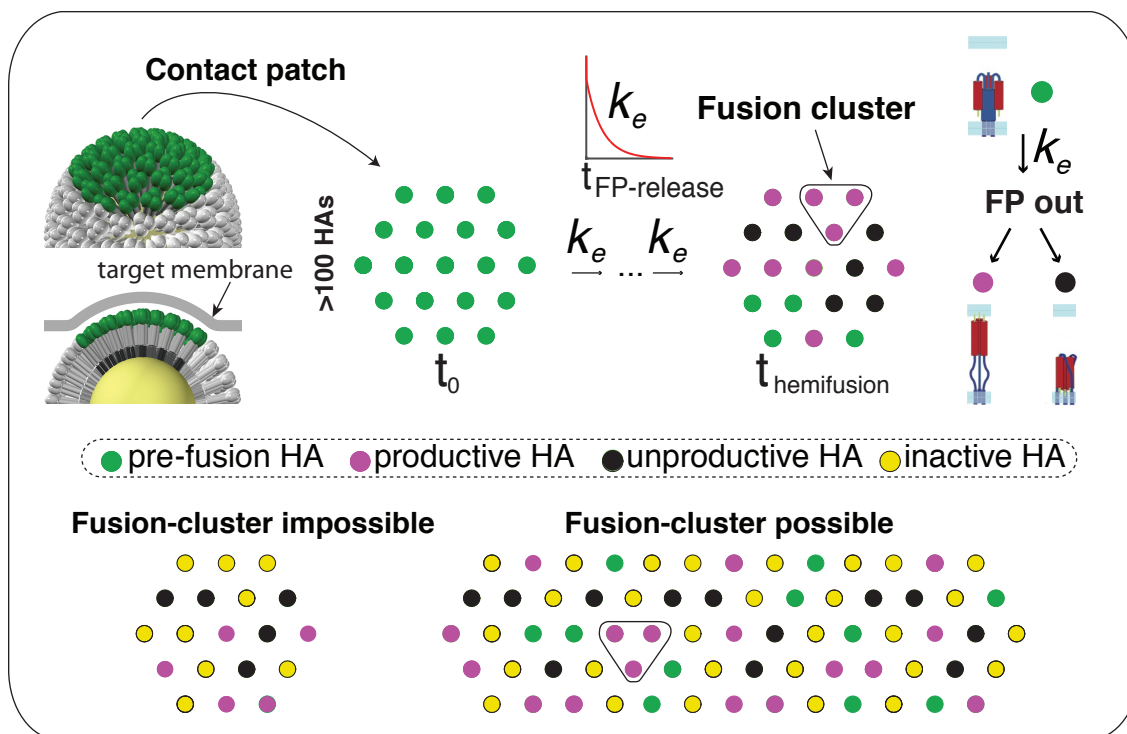 Contact patch
target membrane
>100 HAs
t0
ke
tFP-release
ke ... ke
Fusion cluster
themifusion
ke
FP out
pre-fusion HA productive HA unproductive HA inactive HA
Fusion-cluster impossible
Fusion-cluster possible